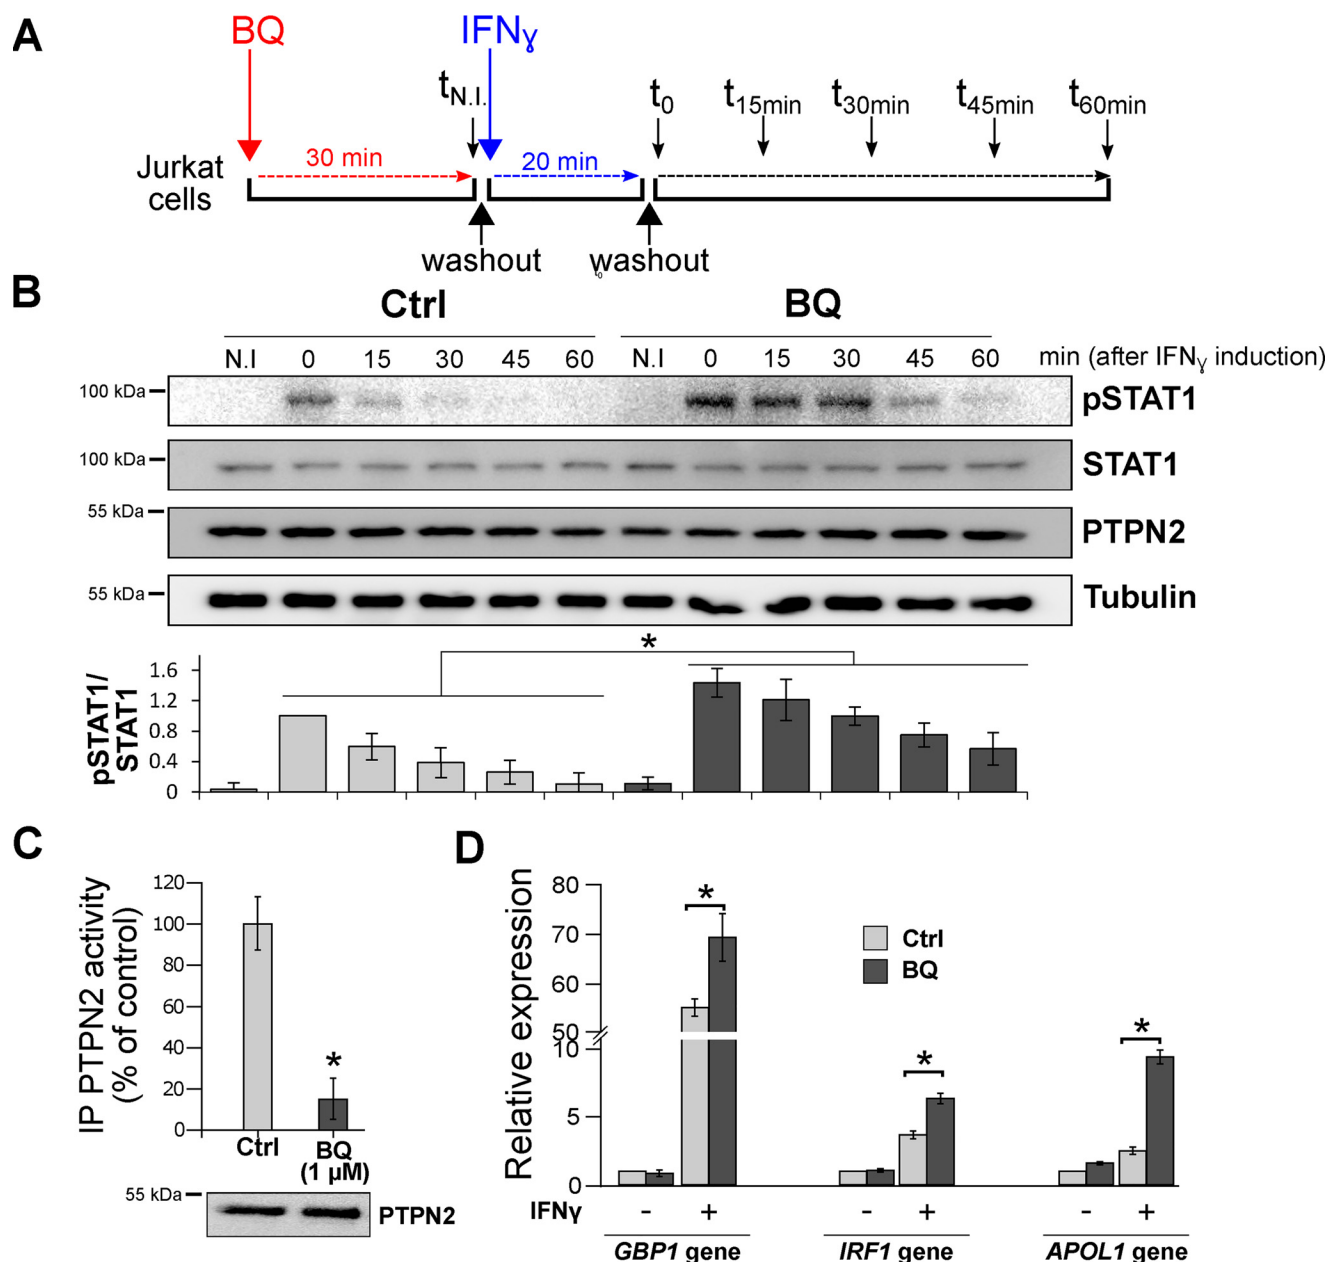 A
BQ
IFNɣ
tN.I.
t0
t15min
t30min
t45min
t60min
30 min
20 min
Jurkat
cells
washout
t0
washout
B
Ctrl
BQ
N.I 0 15 30 45 60 N.I 0 15 30 45 60 min (after IFNɣ induction)
100 kDa
pSTAT1
100 kDa
STAT1
55 kDa
PTPN2
55 kDa
Tubulin
*
pSTAT1/
STAT1
1.6
1.2
0.8
0.4
0
C
IP PTPN2 activity
(% of control)
120
100
80
60
40
20
0
*
Ctrl
BQ
(1 µM)
55 kDa
PTPN2
D
Relative expression
80
70
60
50
10
5
0
*
*
*
Ctrl
BQ
IFNɣ - + - + - +
GBP1 gene
IRF1 gene
APOL1 gene